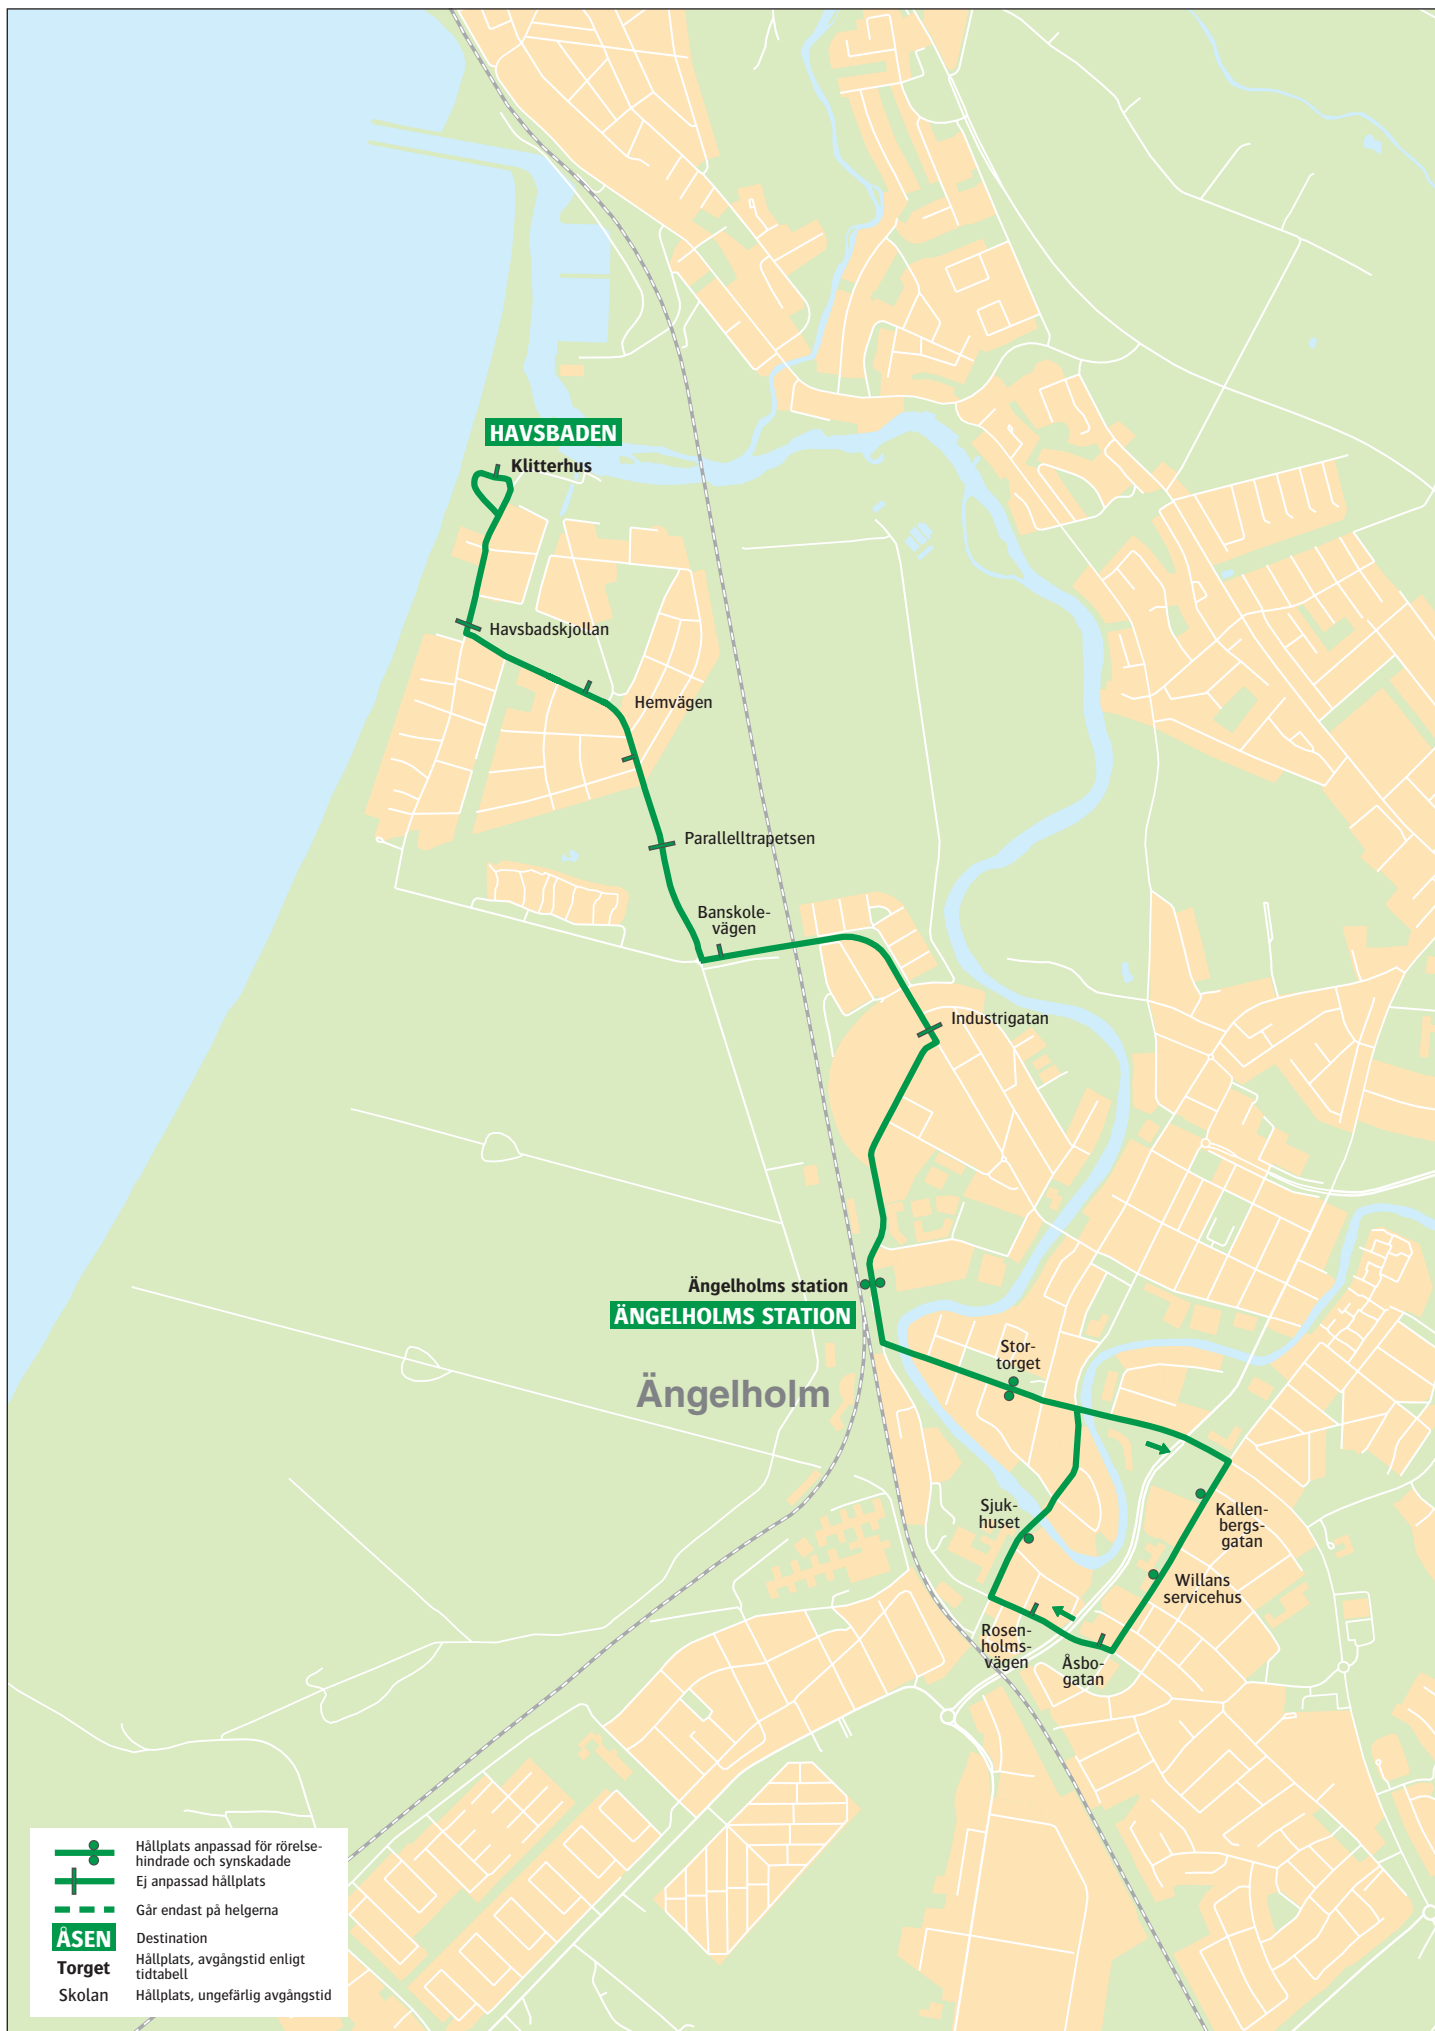 HAVSBADEN
Klitterhus
Havsbadskjollan
Hemvägen
Parallelltrapetsen
Banskole-
vägen
Industrigatan
Ängelholms station
ÄNGELHOLMS STATION
Stor-
torget
Ängelholm
Sjuk-
huset
Kallen-
bergs-
gatan
Willans
servicehus
Rosen-
holms-
vägen
Åsbo-
gatan
Hållplats anpassad för rörelse-
hindrade och synskadade
Ej anpassad hållplats
Går endast på helgerna
ÅSEN
Destination
Torget
Hållplats, avgångstid enligt
tidtabell
Skolan
Hållplats, ungefärlig avgångstid